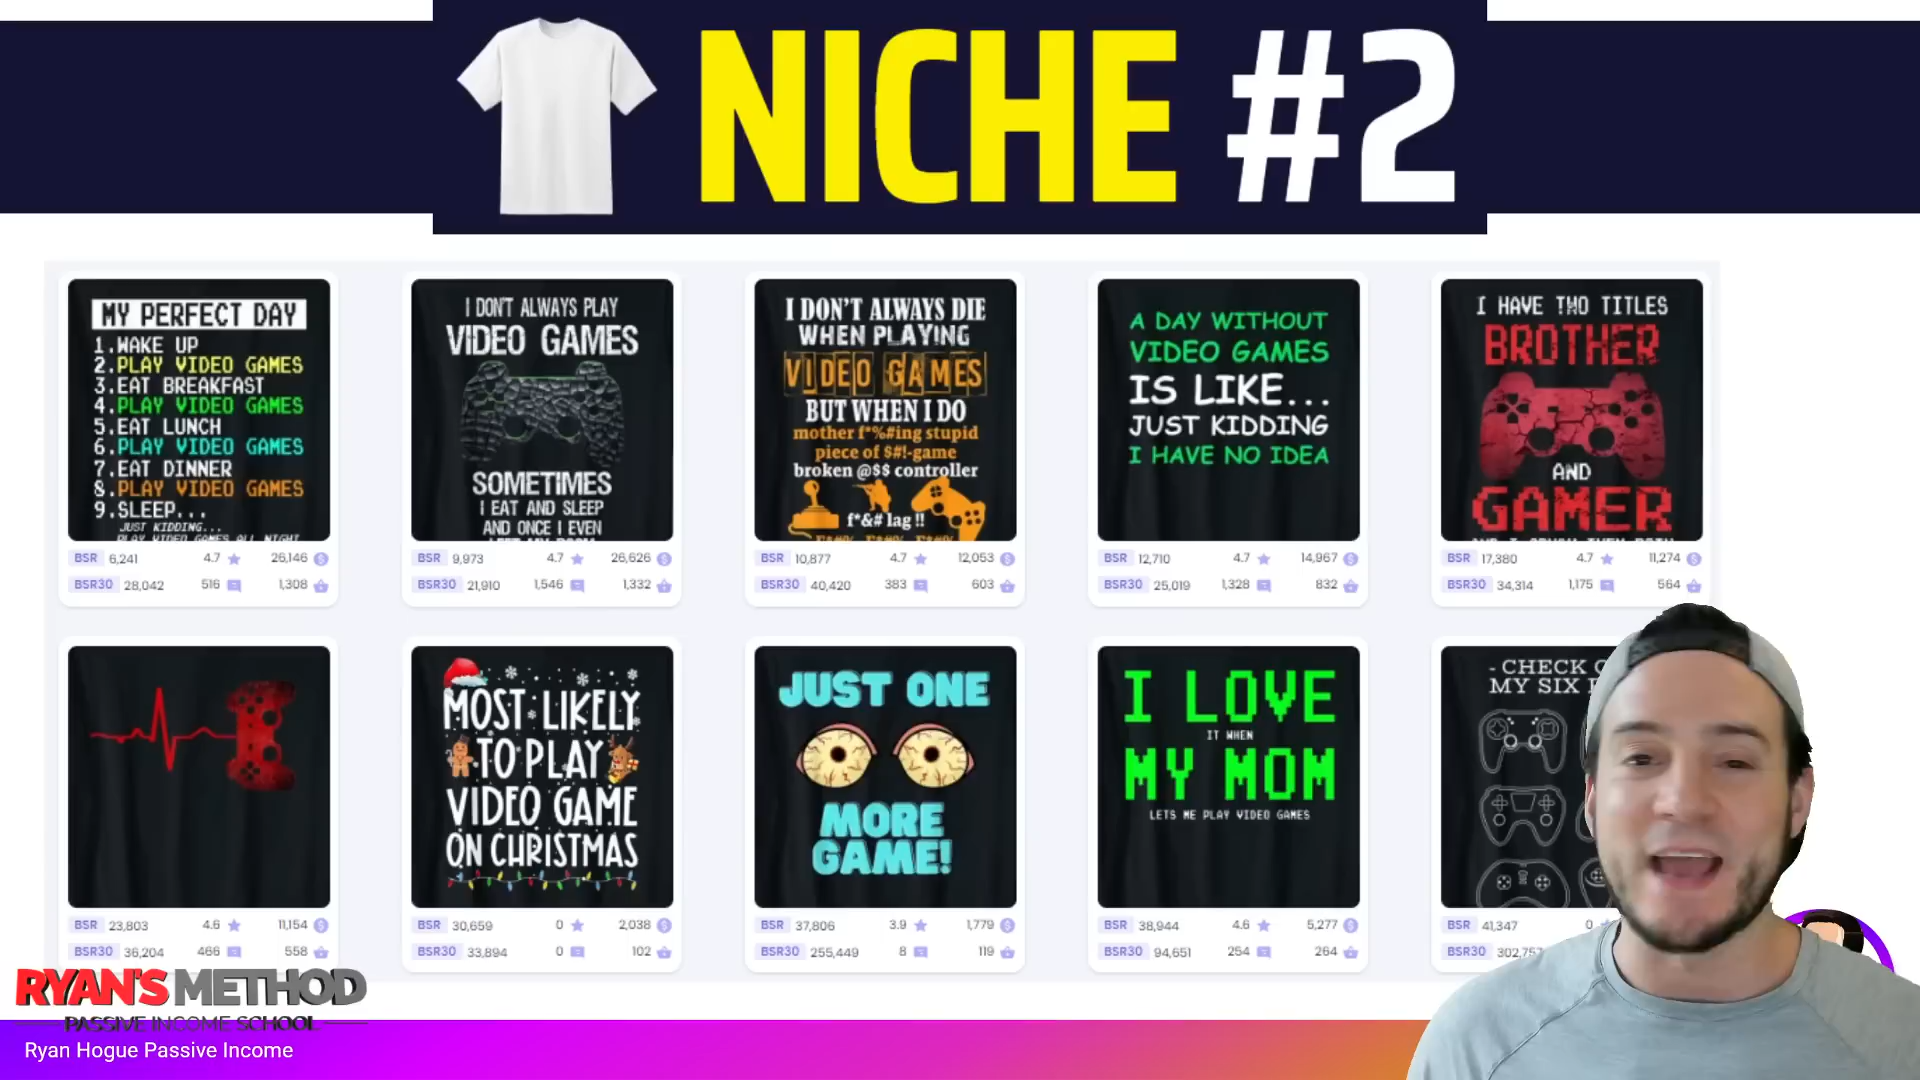 NICHE #2
MY PERFECT DAY
1.WAKE UP
2.PLAY VIDEO GAMES
3.EAT BREAKFAST
4.PLAY VIDEO GAMES
5.EAT LUNCH
6.PLAY VIDEO GAMES
7.EAT DINNER
8.PLAY VIDEO GAMES
9.SLEEP...
JUST KIDDING...
PLAY VIDEO GAMES ALL NIGHT
BSR 6,241 4.7 26,146
BSR30 28,042 516 1,308
I DON'T ALWAYS PLAY
VIDEO GAMES
SOMETIMES
I EAT AND SLEEP
AND ONCE I EVEN
LEFT MY ROOM
BSR 9,973 4.7 26,626
BSR30 21,910 1,546 1,332
I DON'T ALWAYS DIE
WHEN PLAYING
VIDEO GAMES
BUT WHEN I DO
mother f*%#ing stupid
piece of $#!-game
broken @$$ controller
f*&# lag !!
BSR 10,877 4.7 12,053
BSR30 40,420 383 603
A DAY WITHOUT
VIDEO GAMES
IS LIKE...
JUST KIDDING
I HAVE NO IDEA
BSR 12,710 4.7 14,967
BSR30 25,019 1,328 832
I HAVE TWO TITLES
BROTHER
AND
GAMER
BSR 17,380 4.7 11,274
BSR30 34,314 1,175 564
BSR 23,803 4.6 11,154
BSR30 36,204 466 558
MOST LIKELY
TO PLAY
VIDEO GAME
ON CHRISTMAS
BSR 30,659 0 2,038
BSR30 33,894 0 102
JUST ONE
MORE
GAME!
BSR 37,806 3.9 1,779
BSR30 255,449 8 119
I LOVE
IT WHEN
MY MOM
LETS ME PLAY VIDEO GAMES
BSR 38,944 4.6 5,277
BSR30 94,651 254 264
- CHECK
MY SIX
BSR 41,347 0
BSR30
RYAN'S METHOD
PASSIVE INCOME SCHOOL
Ryan Hogue Passive Income